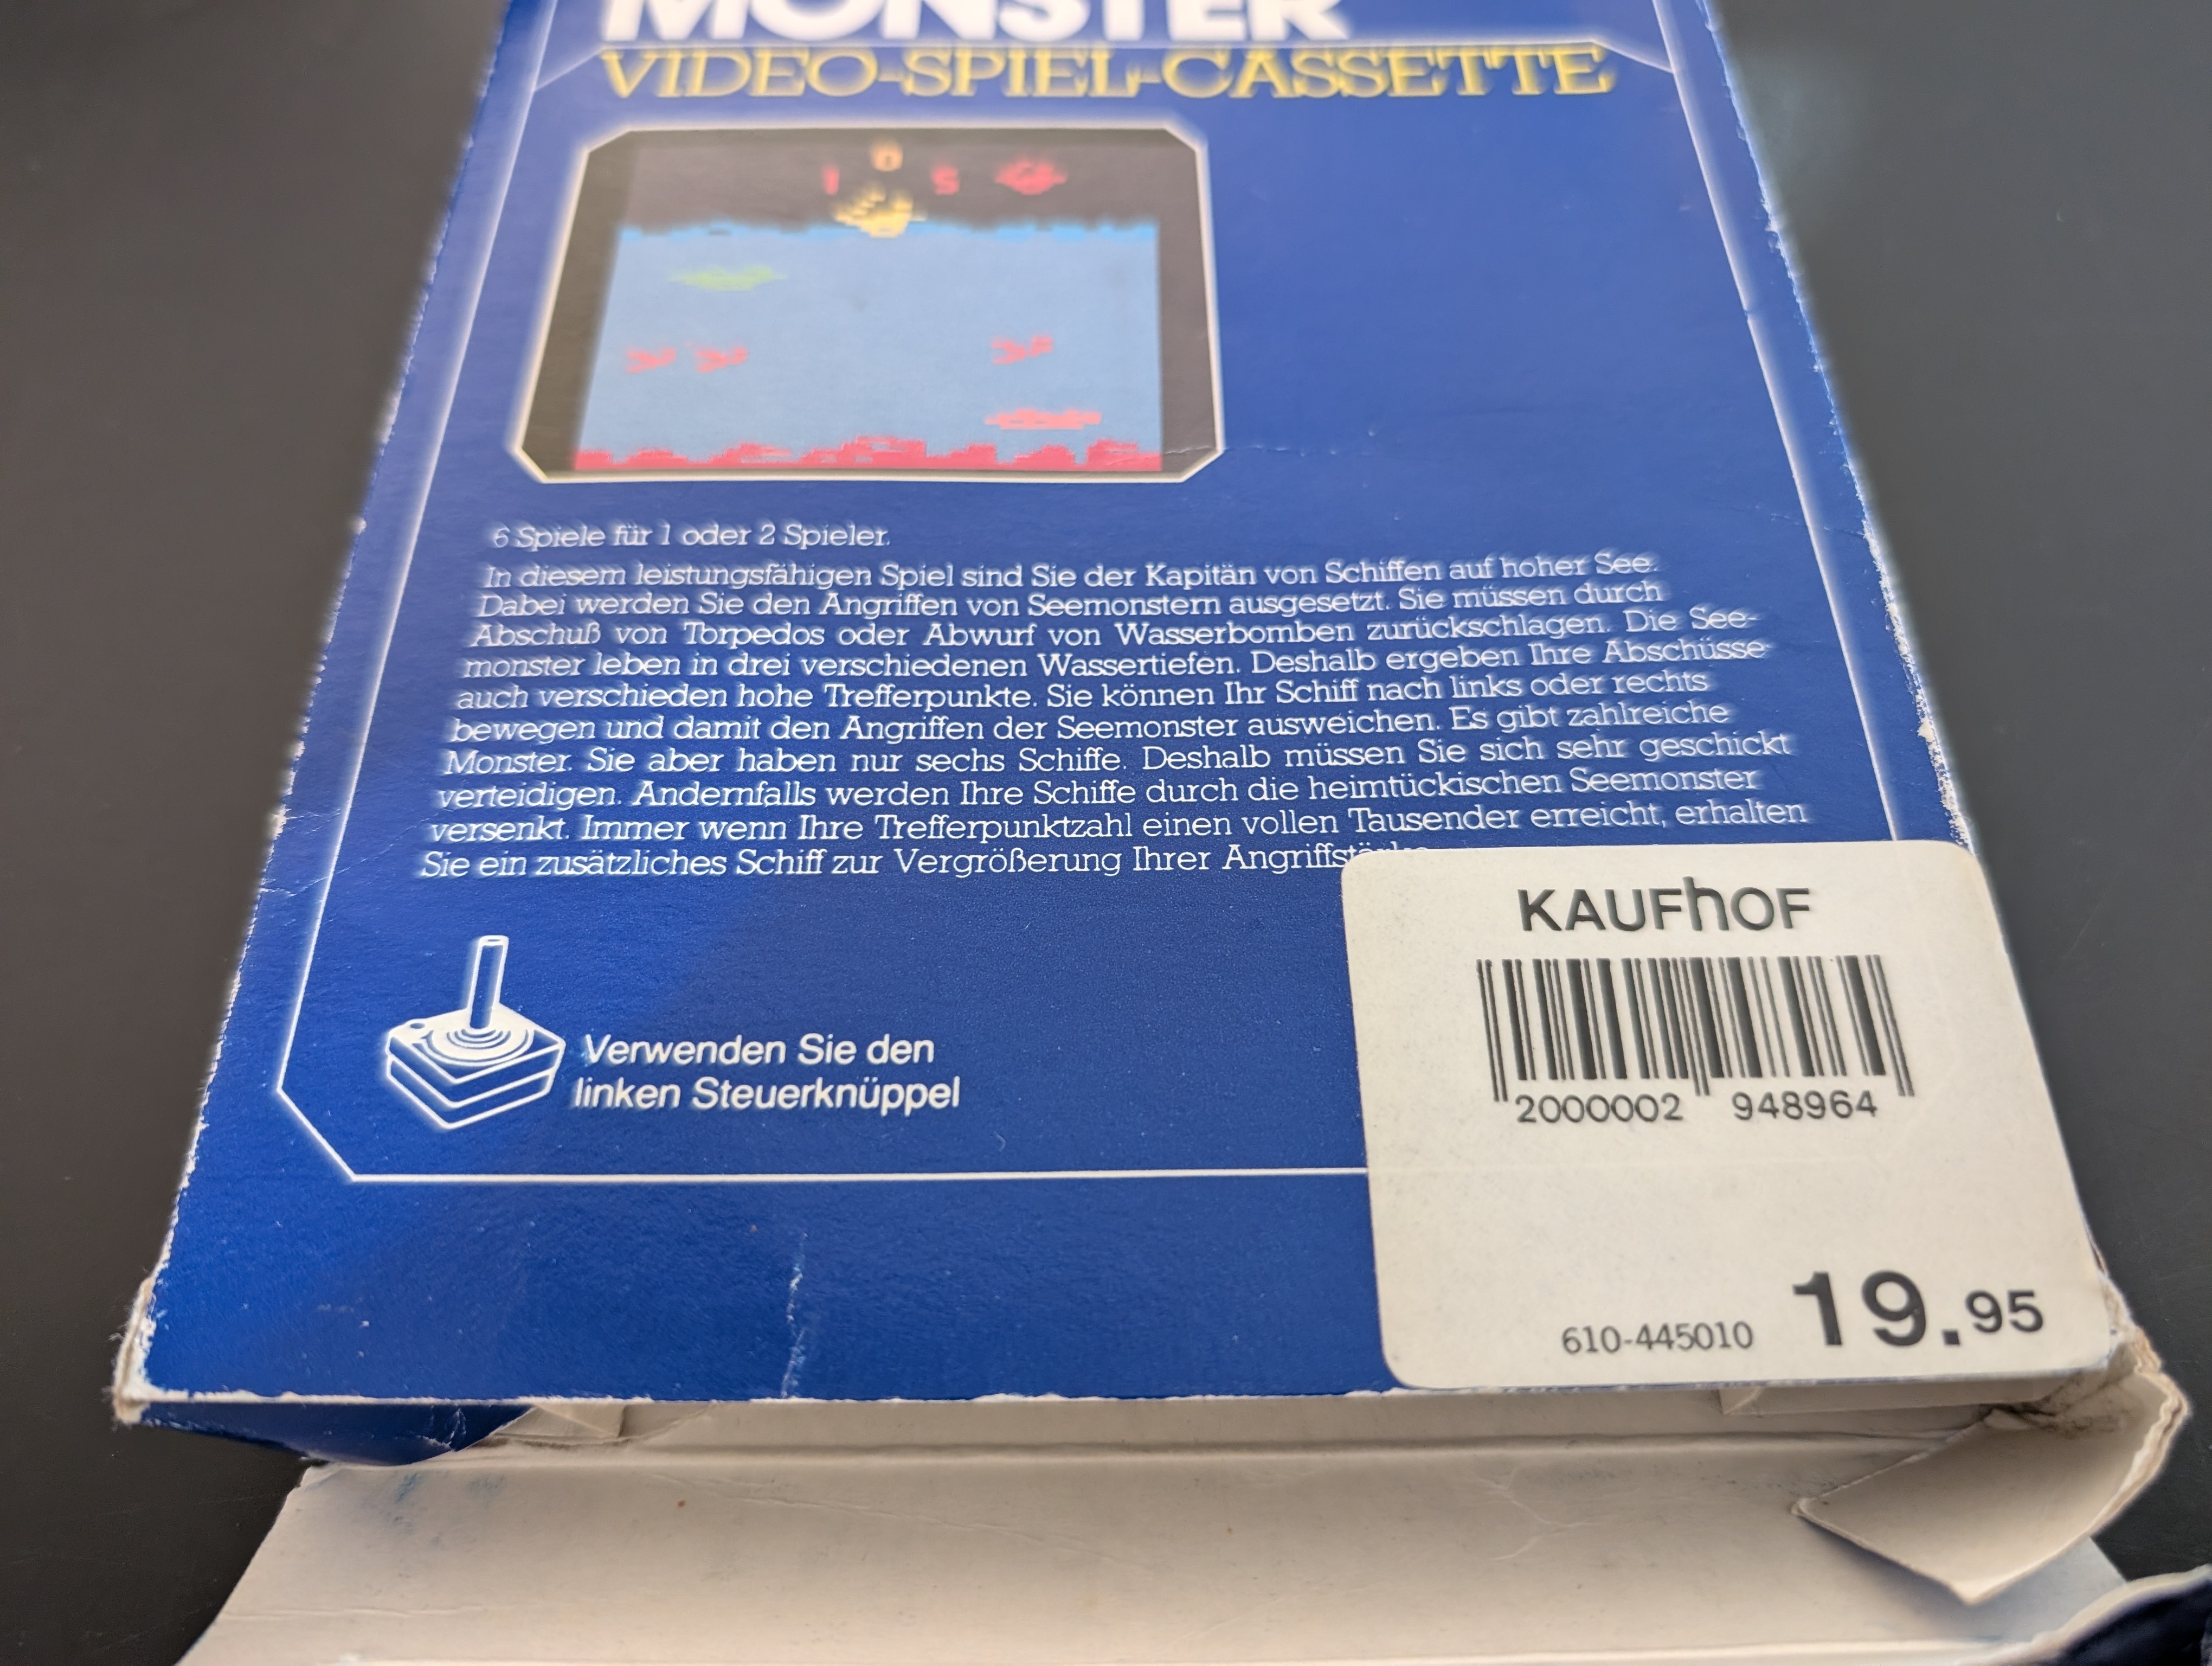 MONSTER
VIDEO-SPIEL-CASSETTE
0
1 5
6 Spiele für 1 oder 2 Spieler.
In diesem leistungsfähigen Spiel sind Sie der Kapitän von Schiffen auf hoher See.
Dabei werden Sie den Angriffen von Seemonstern ausgesetzt. Sie müssen durch
Abschuß von Torpedos oder Abwurf von Wasserbomben zurückschlagen. Die See-
monster leben in drei verschiedenen Wassertiefen. Deshalb ergeben Ihre Abschüsse
auch verschieden hohe Trefferpunkte. Sie können Ihr Schiff nach links oder rechts
bewegen und damit den Angriffen der Seemonster ausweichen. Es gibt zahlreiche
Monster. Sie aber haben nur sechs Schiffe. Deshalb müssen Sie sich sehr geschickt
verteidigen. Andernfalls werden Ihre Schiffe durch die heimtückischen Seemonster
versenkt. Immer wenn Ihre Trefferpunktzahl einen vollen Tausender erreicht, erhalten
Sie ein zusätzliches Schiff zur Vergrößerung Ihrer
Verwenden Sie den
linken Steuerknüppel
KAUFhOF
2000002 948964
610-445010 19.95